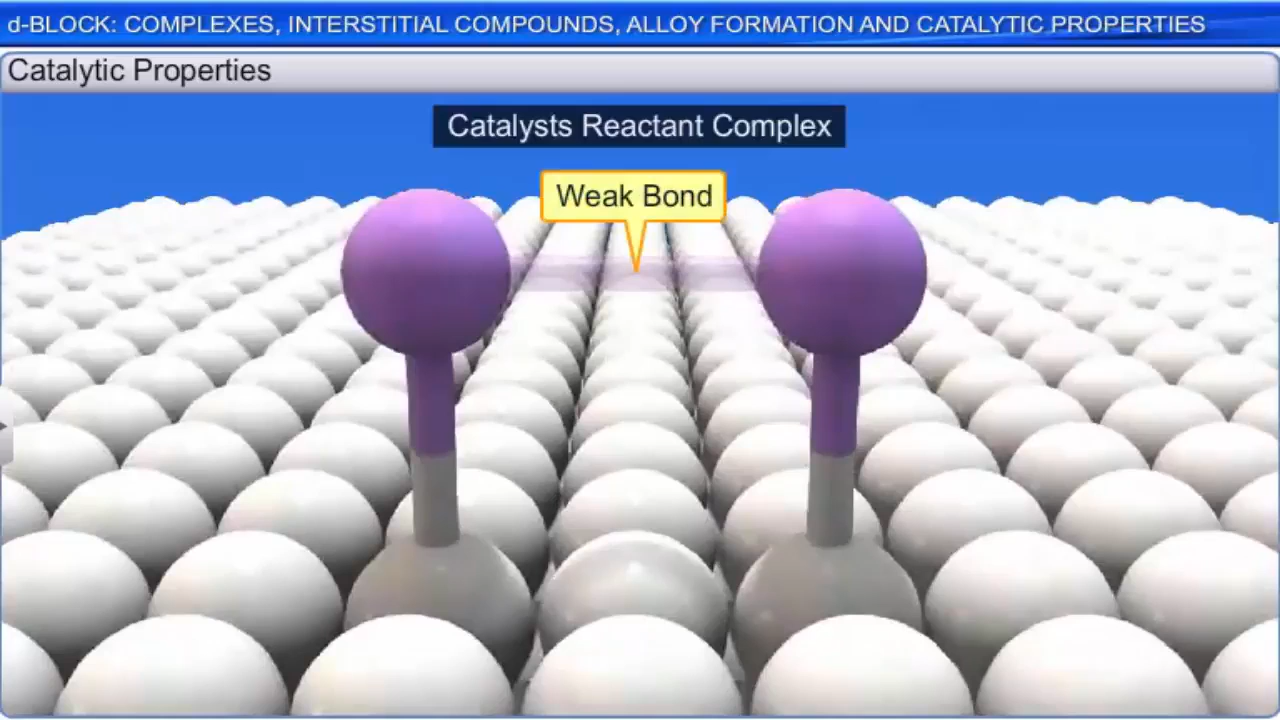 d-BLOCK: COMPLEXES, INTERSTITIAL COMPOUNDS, ALLOY FORMATION AND CATALYTIC PROPERTIES
Catalytic Properties
Catalysts Reactant Complex
Weak Bond